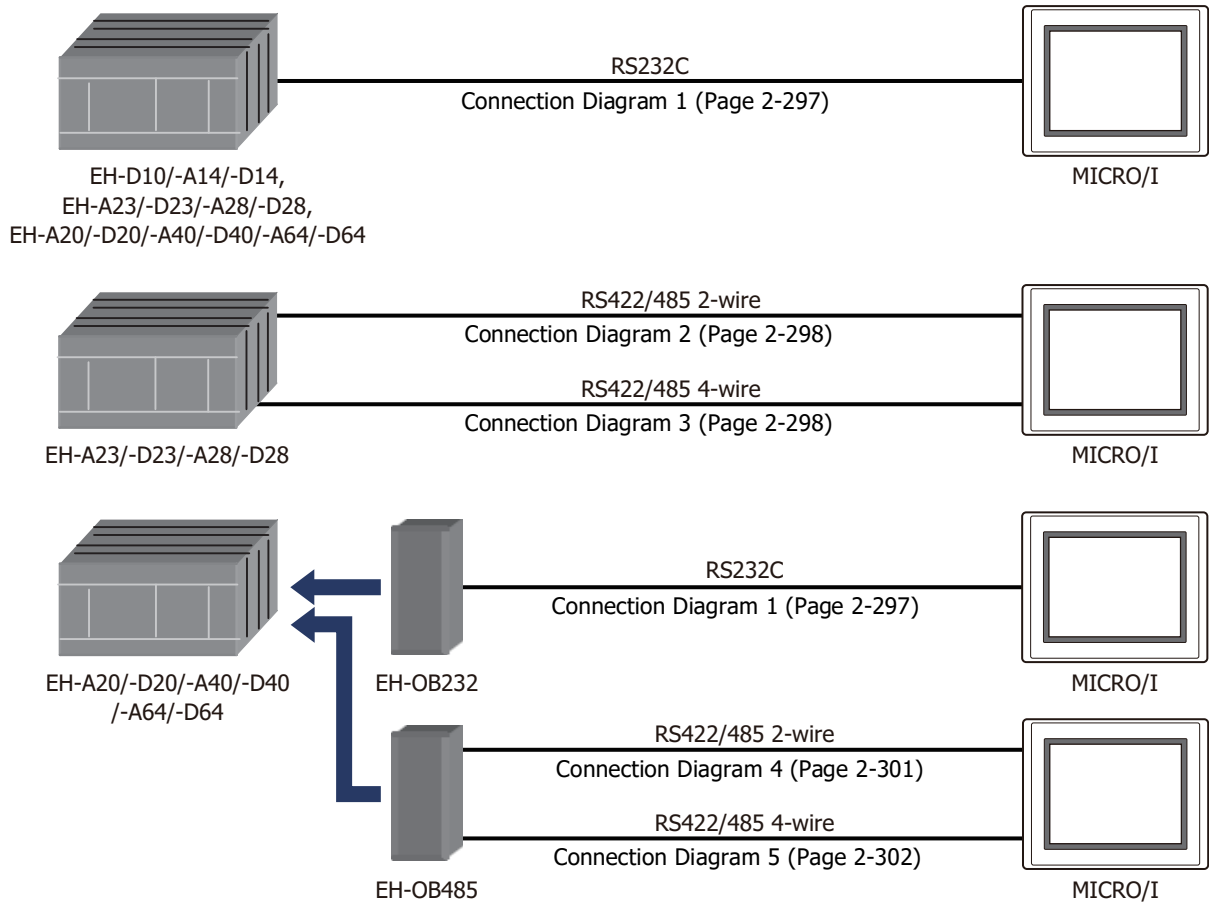 RS232C
Connection Diagram 1 (Page 2-297)
EH-D10/-A14/-D14,
EH-A23/-D23/-A28/-D28,
EH-A20/-D20/-A40/-D40/-A64/-D64
MICRO/I
RS422/485 2-wire
Connection Diagram 2 (Page 2-298)
RS422/485 4-wire
Connection Diagram 3 (Page 2-298)
EH-A23/-D23/-A28/-D28
MICRO/I
RS232C
Connection Diagram 1 (Page 2-297)
EH-A20/-D20/-A40/-D40
/-A64/-D64
EH-OB232
MICRO/I
RS422/485 2-wire
Connection Diagram 4 (Page 2-301)
RS422/485 4-wire
Connection Diagram 5 (Page 2-302)
EH-OB485
MICRO/I